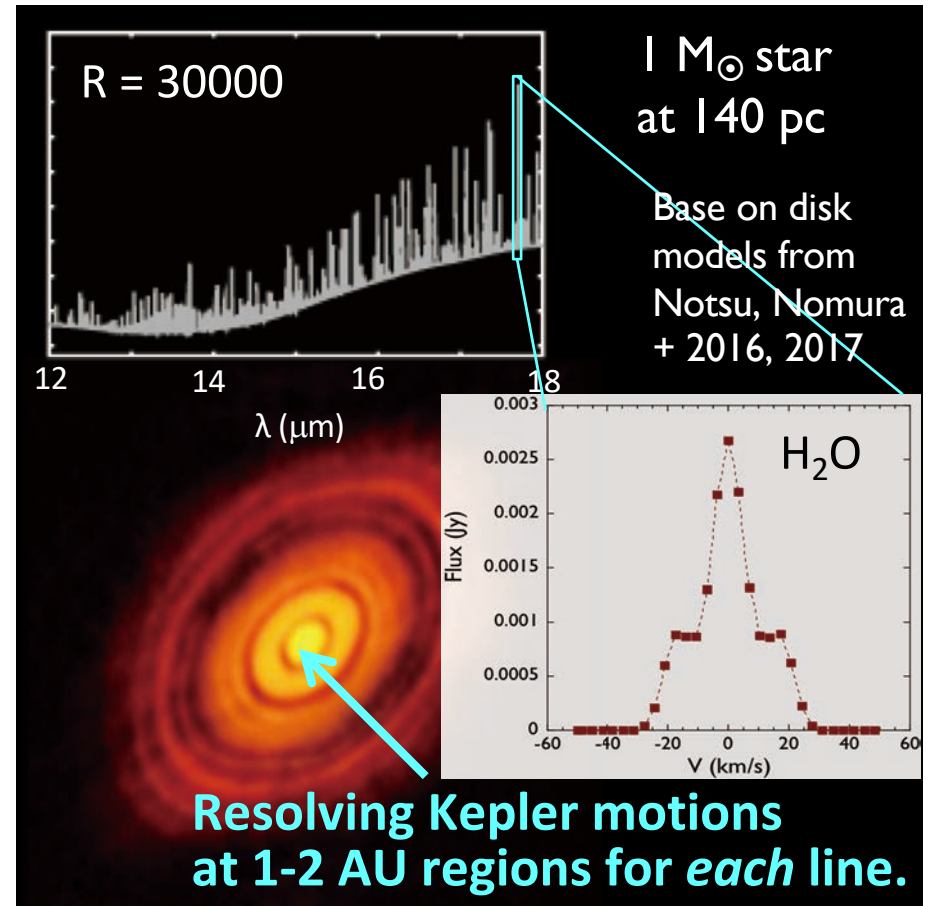 R = 30000
1 M☉ star
at 140 pc
Base on disk
models from
Notsu, Nomura
+ 2016, 2017
12 14 16 18
λ (μm)
H₂O
0.003
0.0025
0.002
0.0015
0.001
0.0005
0
Flux (Jy)
-60 -40 -20 0 20 40 60
V (km/s)
Resolving Kepler motions
at 1-2 AU regions for each line.